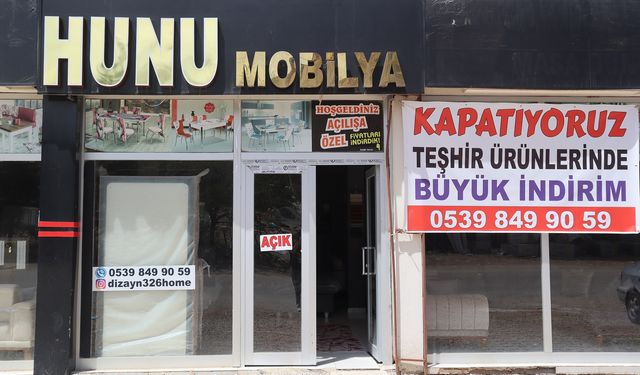 HUNU MOBİLYA
HOŞGELDİNİZ
AÇILIŞA
ÖZEL
FİYATLARI
İNDİRDİK!
KAPATIYORUZ
TEŞHİR ÜRÜNLERİNDE
BÜYÜK İNDİRİM
0539 849 90 59
AÇIK
0539 849 90 59
dizayn326home